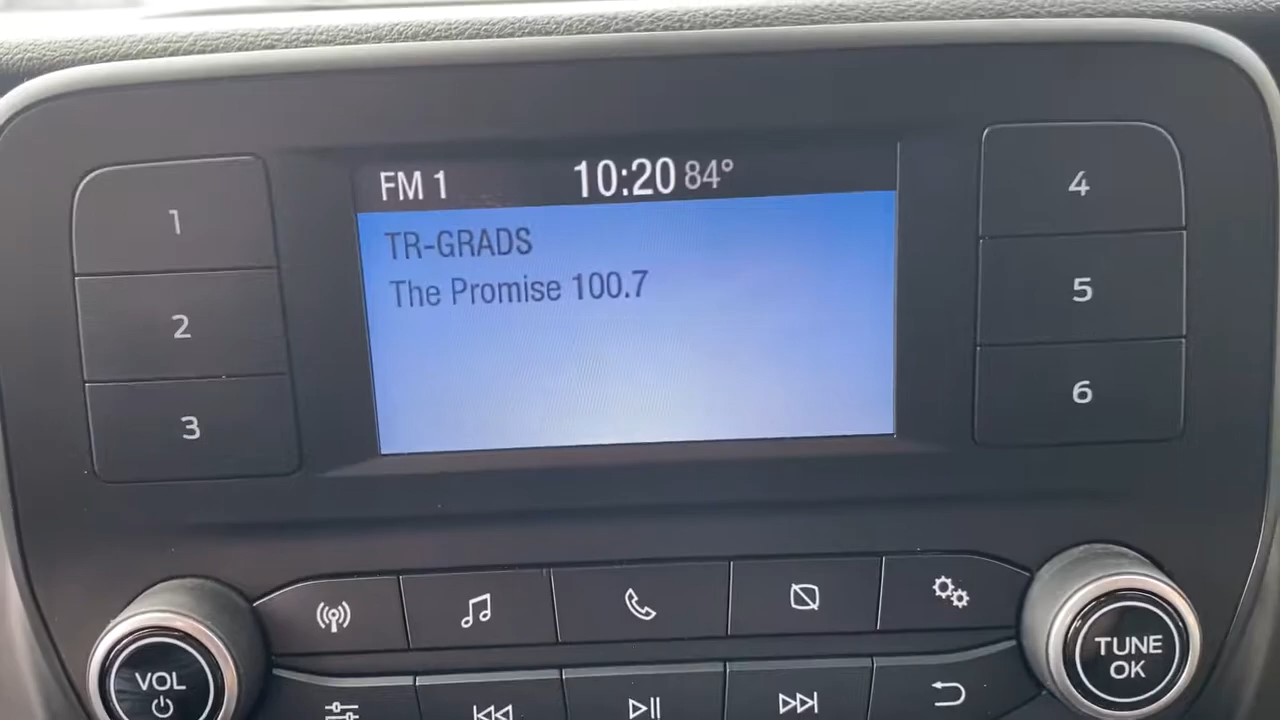 FM 1 10:20 84°
TR-GRADS
The Promise 100.7
1
2
3
4
5
6
VOL
TUNE
OK